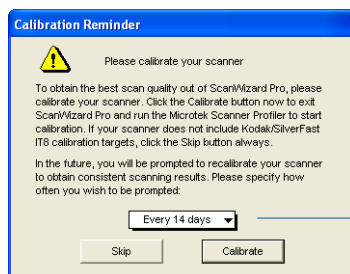 Calibration Reminder
Please calibrate your scanner
To obtain the best scan quality out of ScanWizard Pro, please
calibrate your scanner. Click the Calibrate button now to exit
ScanWizard Pro and run the Microtek Scanner Profiler to start
calibration. If your scanner does not include Kodak/SilverFast
IT8 calibration targets, click the Skip button always.
In the future, you will be prompted to recalibrate your scanner
to obtain consistent scanning results. Please specify how
often you wish to be prompted:
Every 14 days
Skip
Calibrate